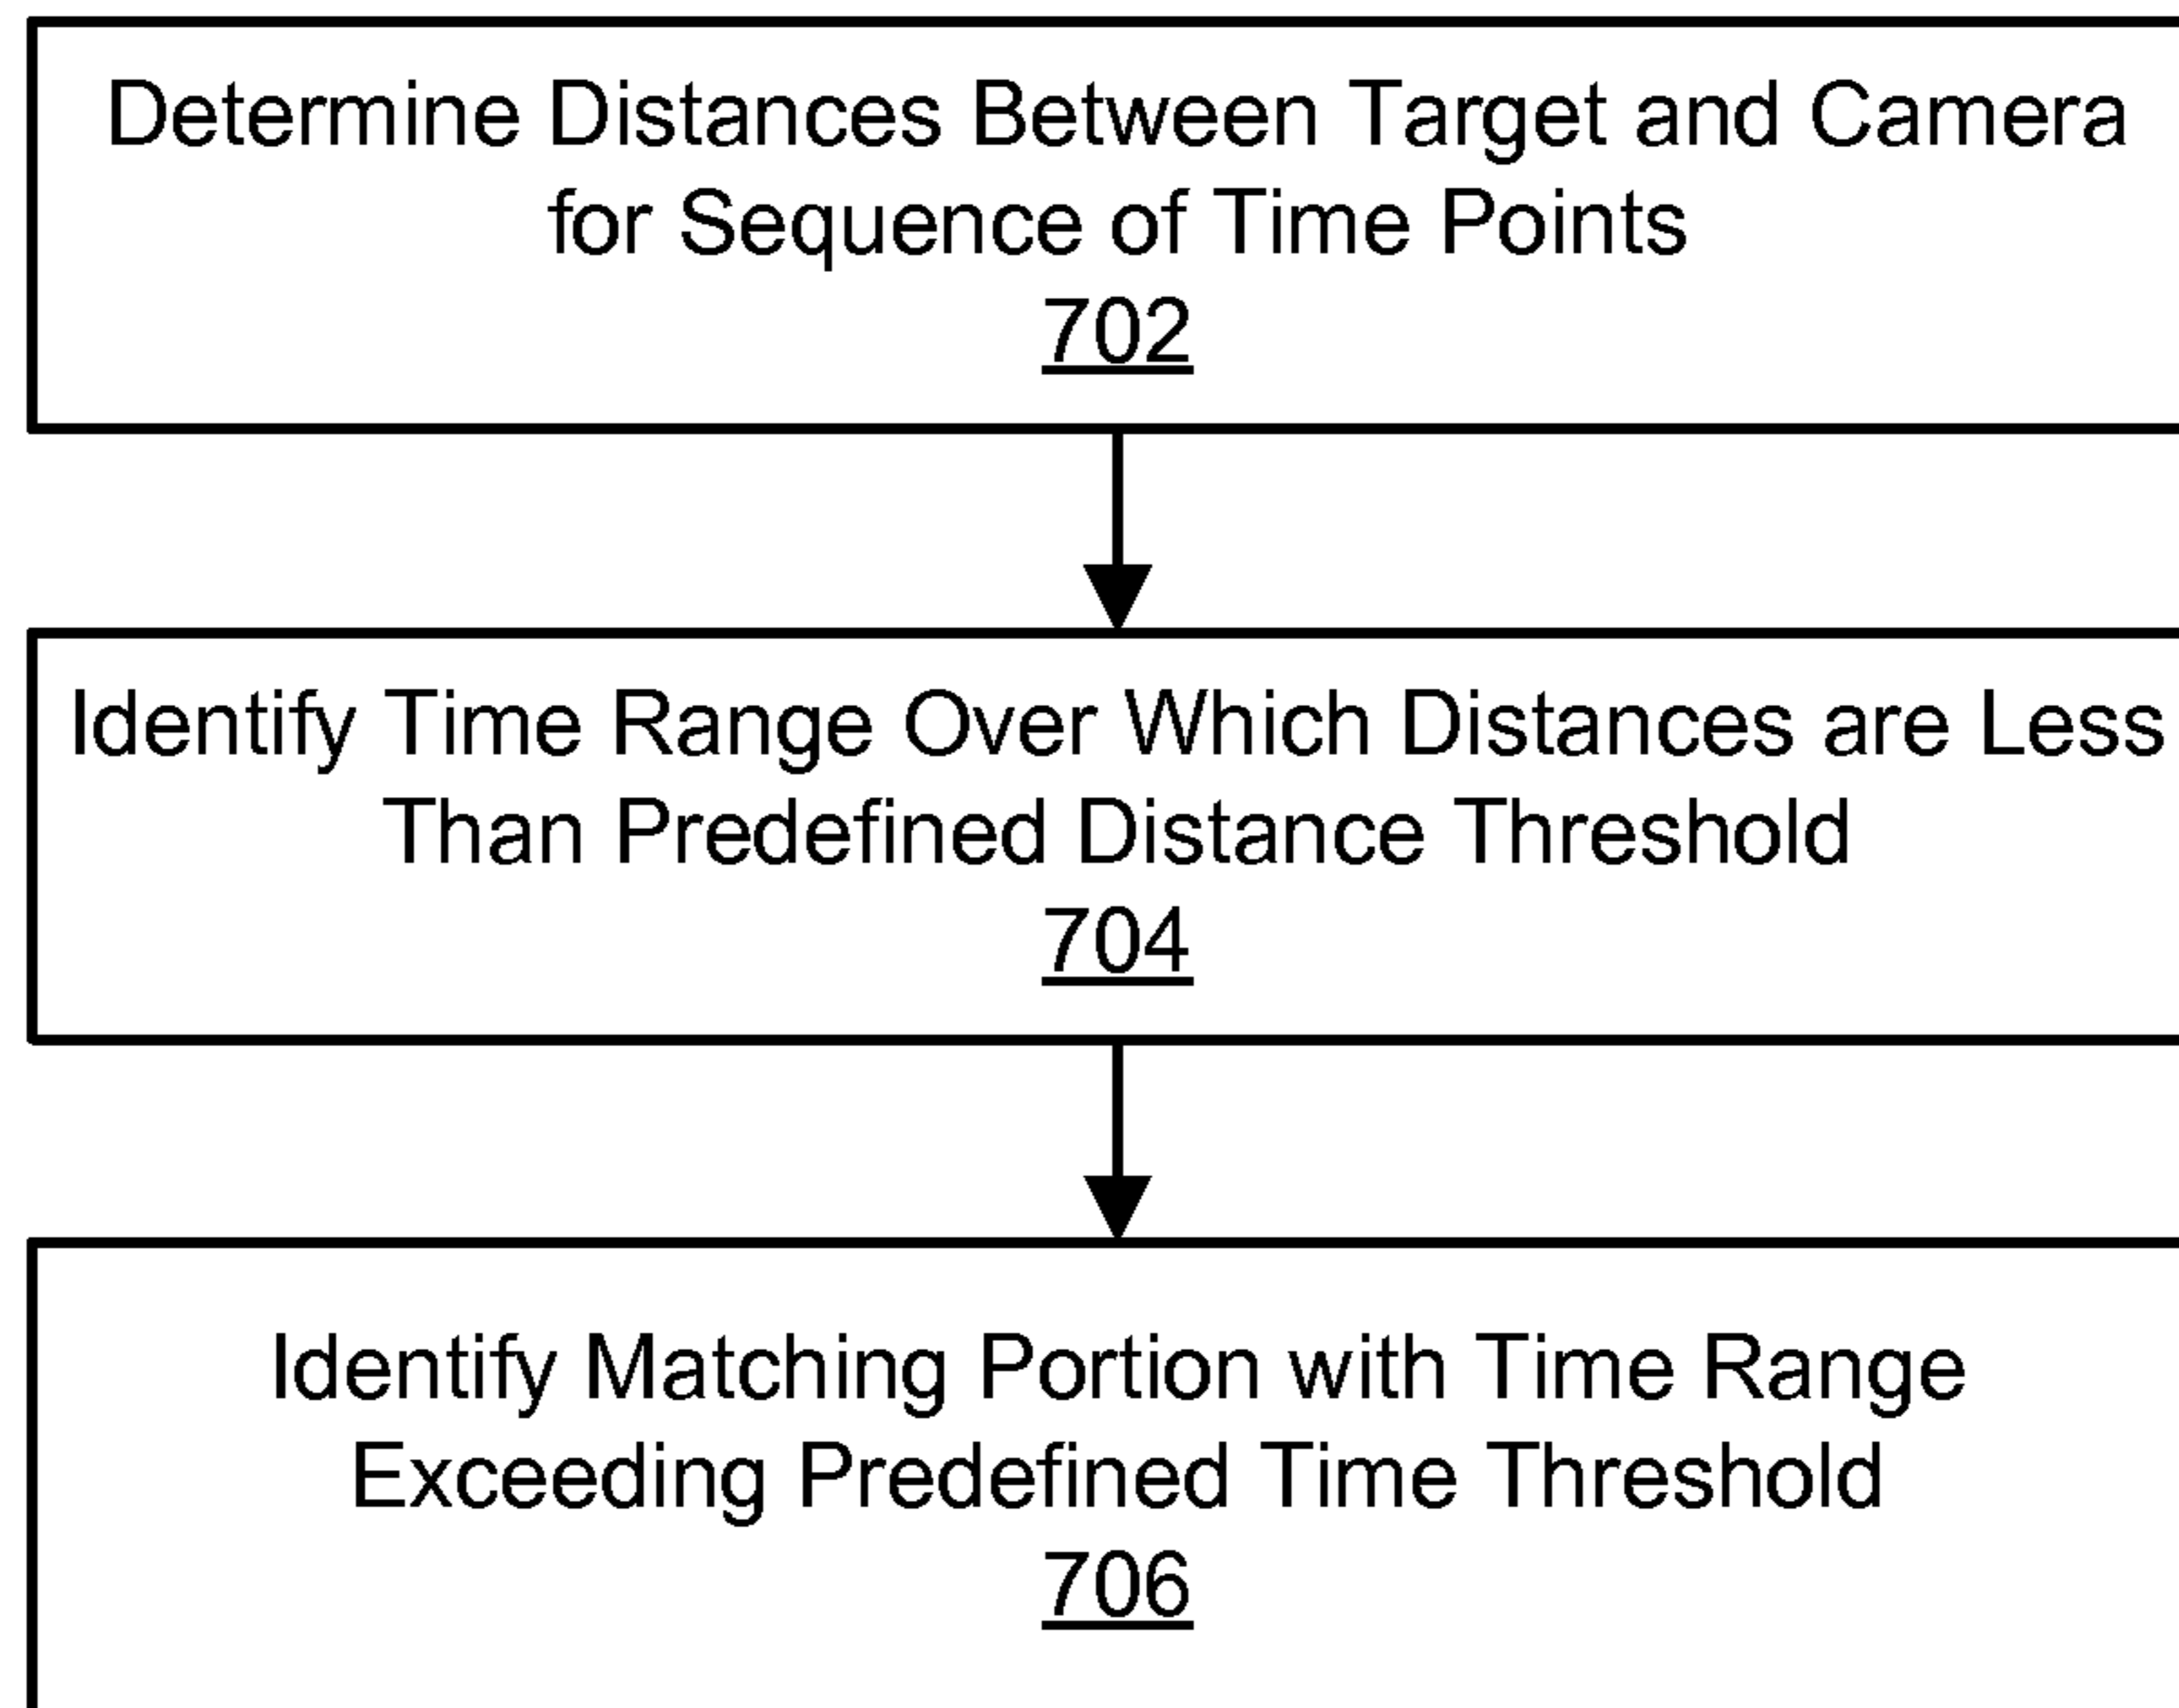 Determine Distances Between Target and Camera
for Sequence of Time Points
702
Identify Time Range Over Which Distances are Less
Than Predefined Distance Threshold
704
Identify Matching Portion with Time Range
Exceeding Predefined Time Threshold
706